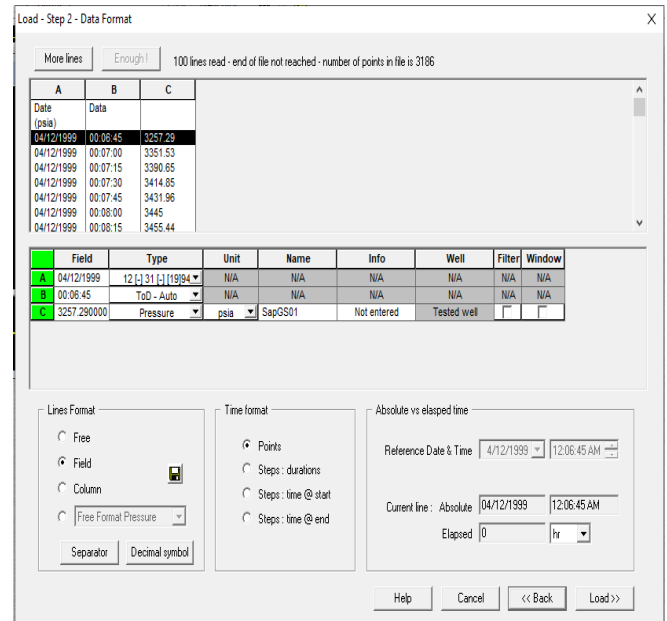 Load - Step 2 - Data Format X
More lines Enough! 100 lines read - end of file not reached - number of points in file is 3186
A B C
Date Data
(psia)
04/12/1999 00:06:45 3257.29
04/12/1999 00:07:00 3351.53
04/12/1999 00:07:15 3390.65
04/12/1999 00:07:30 3414.85
04/12/1999 00:07:45 3431.96
04/12/1999 00:08:00 3445
04/12/1999 00:08:15 3455.44
Field Type Unit Name Info Well Filter Window
A 04/12/1999 12 [-] 31 [-] [19]94 N/A N/A N/A N/A N/A N/A
B 00:06:45 ToD - Auto N/A N/A N/A N/A N/A N/A
C 3257.290000 Pressure psia SapGS01 Not entered Tested well
Lines Format
Free
Field
Column
Free Format Pressure
Separator Decimal symbol
Time format
Points
Steps : durations
Steps : time @ start
Steps : time @ end
Absolute vs elasped time
Reference Date & Time 4/12/1999 12:06:45 AM
Current line : Absolute 04/12/1999 12:06:45 AM
Elapsed 0 hr
Help Cancel << Back Load >>